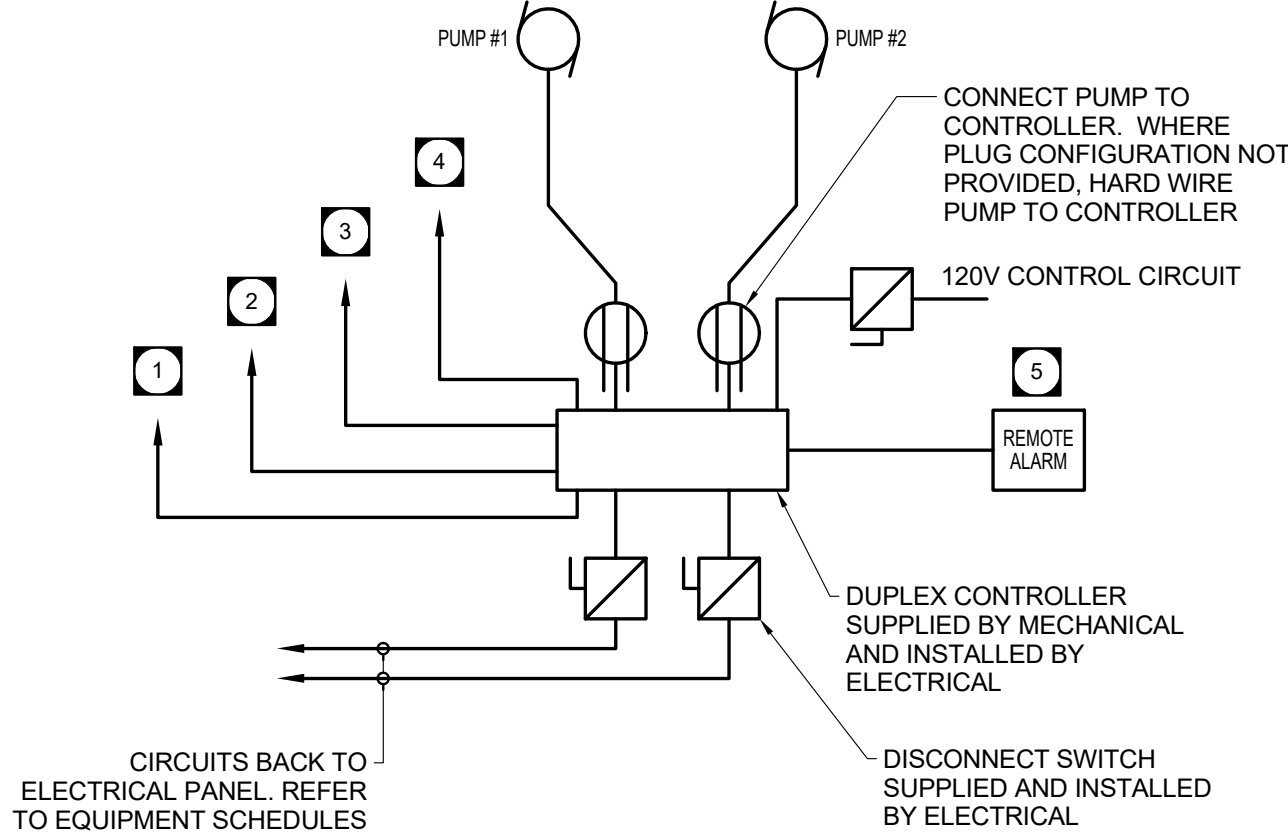 PUMP #1
PUMP #2
CONNECT PUMP TO
CONTROLLER. WHERE
PLUG CONFIGURATION NOT
PROVIDED, HARD WIRE
PUMP TO CONTROLLER
4
3
2
1
120V CONTROL CIRCUIT
5
REMOTE
ALARM
DUPLEX CONTROLLER
SUPPLIED BY MECHANICAL
AND INSTALLED BY
ELECTRICAL
CIRCUITS BACK TO
ELECTRICAL PANEL. REFER
TO EQUIPMENT SCHEDULES
DISCONNECT SWITCH
SUPPLIED AND INSTALLED
BY ELECTRICAL